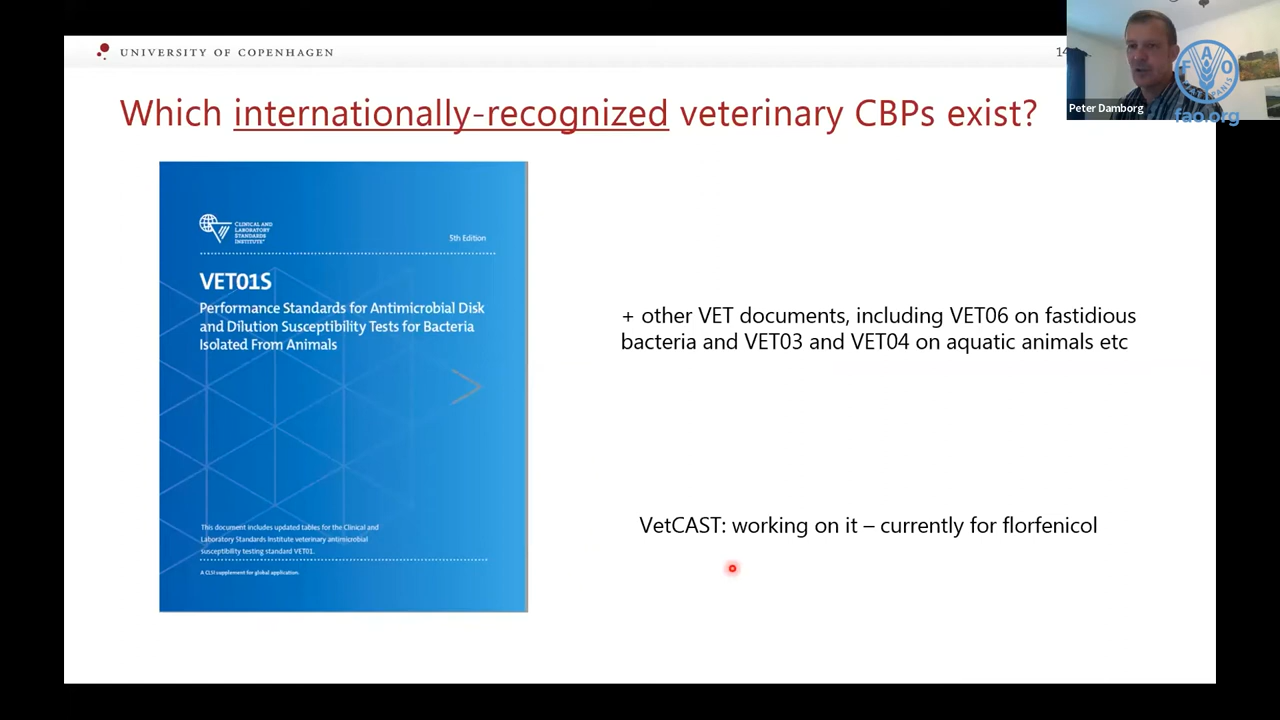 UNIVERSITY OF COPENHAGEN
Which internationally-recognized veterinary CBPs exist?
Peter Damborg
FAO
fao.org
CLINICAL AND
LABORATORY
STANDARDS
INSTITUTE®
5th Edition
VET01S
Performance Standards for Antimicrobial Disk
and Dilution Susceptibility Tests for Bacteria
Isolated From Animals
This document includes updated tables for the Clinical and
Laboratory Standards Institute veterinary antimicrobial
susceptibility testing standard VET01.
A CLSI supplement for global application.
+ other VET documents, including VET06 on fastidious
bacteria and VET03 and VET04 on aquatic animals etc
VetCAST: working on it – currently for florfenicol